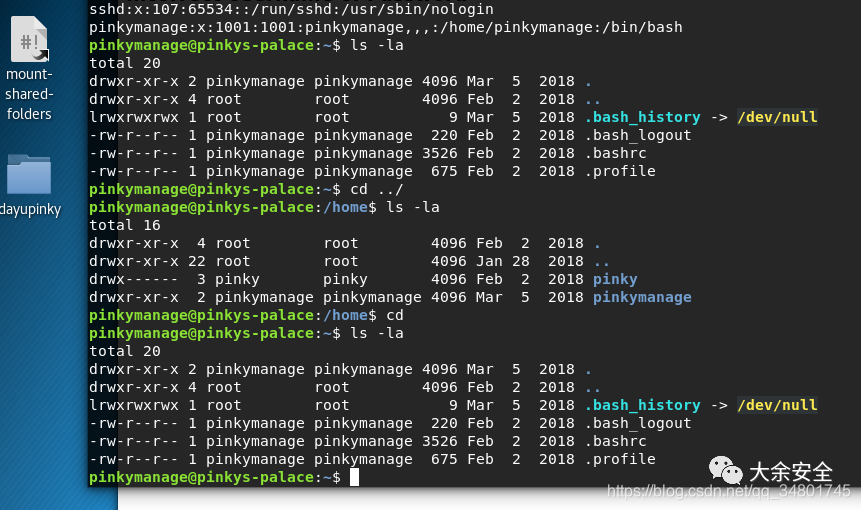 sshd:x:107:65534::/run/sshd:/usr/sbin/nologin
pinkymanage:x:1001:1001:pinkymanage,,,:/home/pinkymanage:/bin/bash
pinkymanage@pinkys-palace:~$ ls -la
total 20
drwxr-xr-x 2 pinkymanage pinkymanage 4096 Mar  5  2018 .
drwxr-xr-x 4 root        root        4096 Feb  2  2018 ..
lrwxrwxrwx 1 root        root           9 Mar  5  2018 .bash_history -> /dev/null
-rw-r--r-- 1 pinkymanage pinkymanage  220 Feb  2  2018 .bash_logout
-rw-r--r-- 1 pinkymanage pinkymanage 3526 Feb  2  2018 .bashrc
-rw-r--r-- 1 pinkymanage pinkymanage  675 Feb  2  2018 .profile
pinkymanage@pinkys-palace:~$ cd ../
pinkymanage@pinkys-palace:/home$ ls -la
total 16
drwxr-xr-x  4 root        root        4096 Feb  2  2018 .
drwxr-xr-x 22 root        root        4096 Jan 28  2018 ..
drwx------  3 pinky       pinky       4096 Feb  2  2018 pinky
drwxr-xr-x  2 pinkymanage pinkymanage 4096 Mar  5  2018 pinkymanage
pinkymanage@pinkys-palace:/home$ cd
pinkymanage@pinkys-palace:~$ ls -la
total 20
drwxr-xr-x 2 pinkymanage pinkymanage 4096 Mar  5  2018 .
drwxr-xr-x 4 root        root        4096 Feb  2  2018 ..
lrwxrwxrwx 1 root        root           9 Mar  5  2018 .bash_history -> /dev/null
-rw-r--r-- 1 pinkymanage pinkymanage  220 Feb  2  2018 .bash_logout
-rw-r--r-- 1 pinkymanage pinkymanage 3526 Feb  2  2018 .bashrc
-rw-r--r-- 1 pinkymanage pinkymanage  675 Feb  2  2018 .profile
pinkymanage@pinkys-palace:~$
#!
mount-
shared-
folders
dayupinky
大余安全
https://blog.csdn.net/qq_34801745